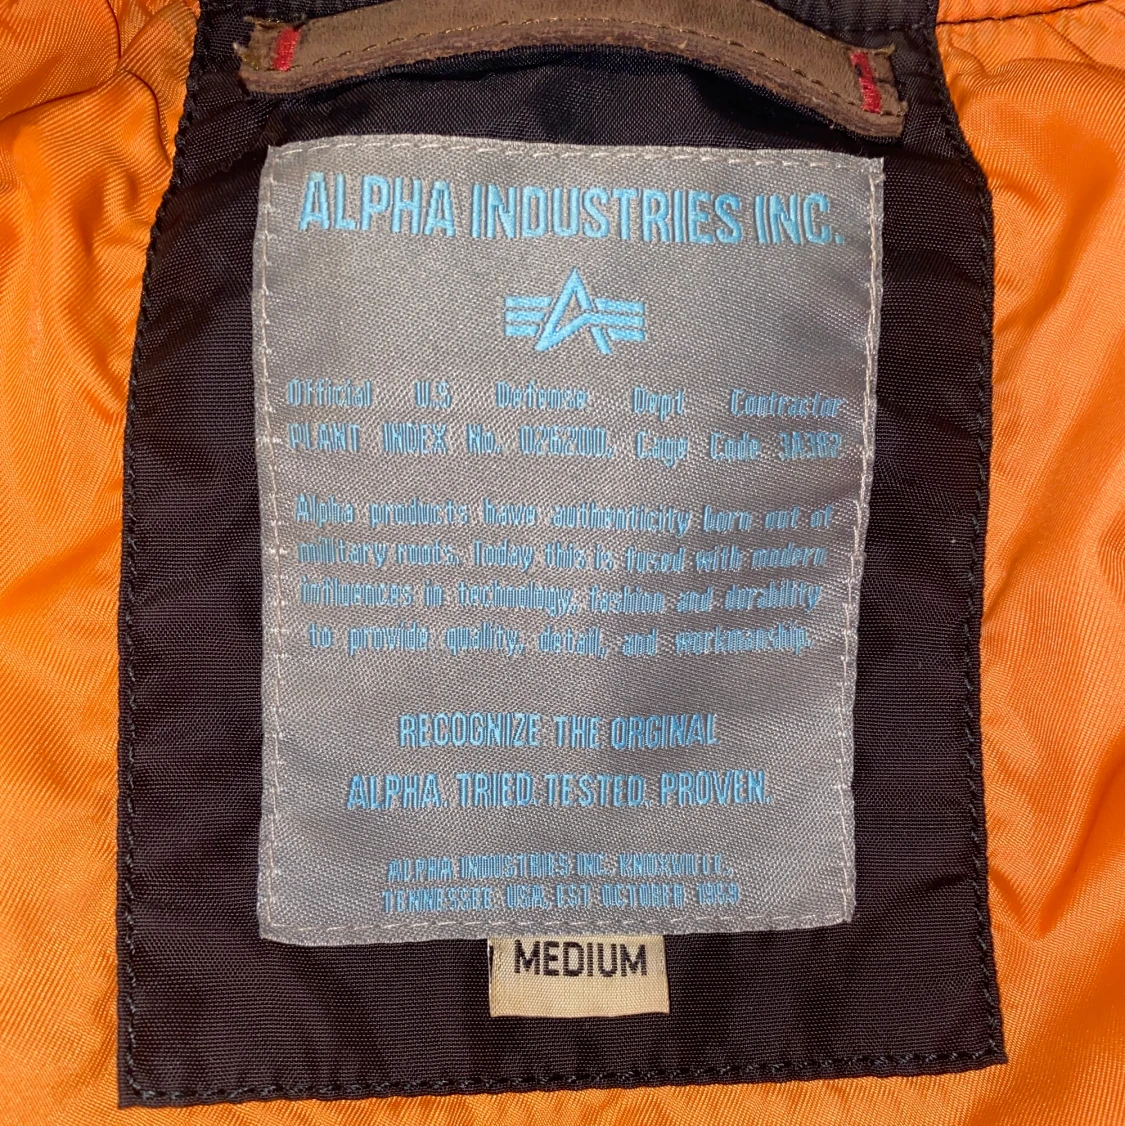 ALPHA INDUSTRIES INC.
Official U.S Defense Dept Contractor
PLANT INDEX No. 026200, Cage Code 3A382
Alpha products have authenticity born out of
military roots. Today this is fused with modern
influences in technology, fashion and durability
to provide quality, detail, and workmanship.
RECOGNIZE THE ORGINAL
ALPHA. TRIED. TESTED. PROVEN.
ALPHA INDUSTRIES INC. KNOXVILLE,
TENNESSEE. USA. EST OCTOBER 1959
MEDIUM